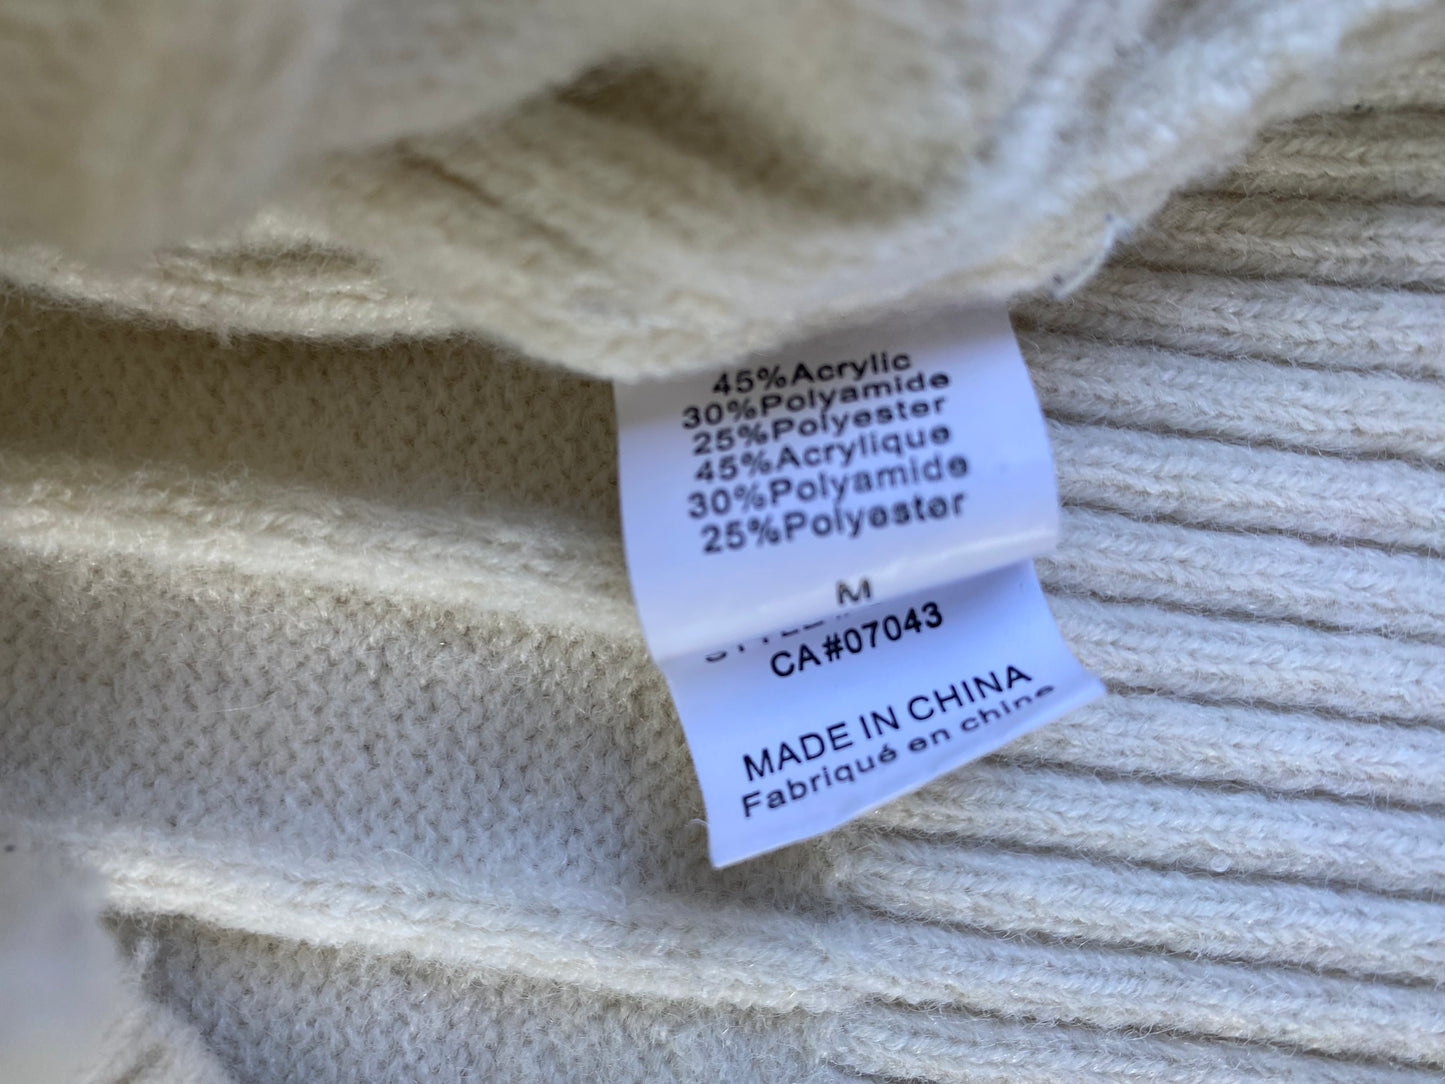 45%Acrylic
30%Polyamide
25%Polyester
45%Acrylique
30%Polyamide
25%Polyester
M
CA#07043
MADE IN CHINA
Fabriqué en chine